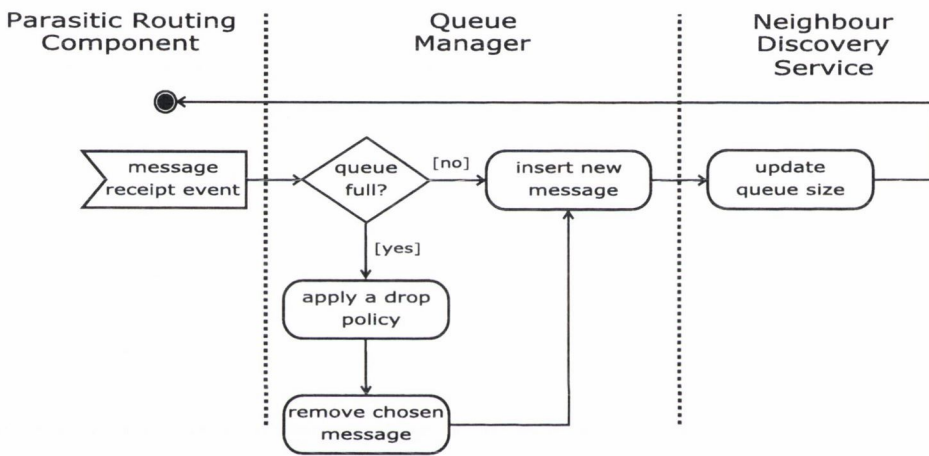 Parasitic Routing
Component
Queue
Manager
Neighbour
Discovery
Service
message
receipt event
queue
full?
[no]
insert new
message
update
queue size
[yes]
apply a drop
policy
remove chosen
message